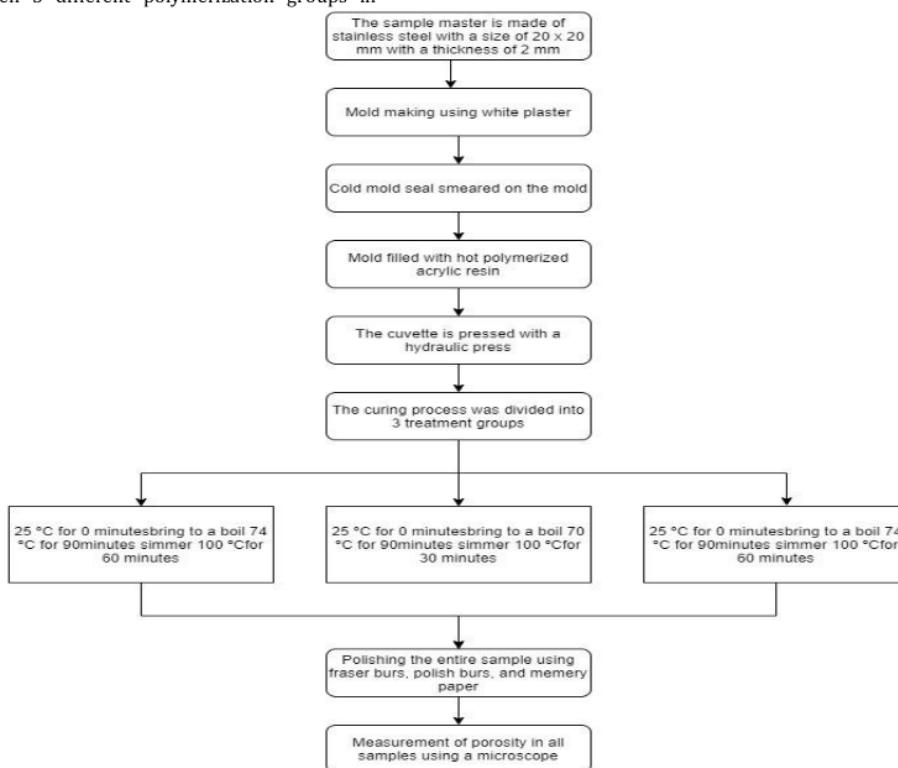 different polymerization groups
The sample master is made of
stainless steel with a size of 20 x 20
mm with a thickness of 2 mm
Mold making using white plaster
Cold mold seal smeared on the mold
Mold filled with hot polymerized
acrylic resin
The cuvette is pressed with a
hydraulic press
The curing process was divided into
3 treatment groups
25 °C for 0 minutesbring to a boil 74
°C for 90minutes simmer 100 °Cfor
60 minutes
25 °C for 0 minutesbring to a boil 70
°C for 90minutes simmer 100 °Cfor
30 minutes
25 °C for 0 minutesbring to a boil 74
°C for 90minutes simmer 100 °Cfor
60 minutes
Polishing the entire sample using
fraser burs, polish burs, and memery
paper
Measurement of porosity in all
samples using a microscope